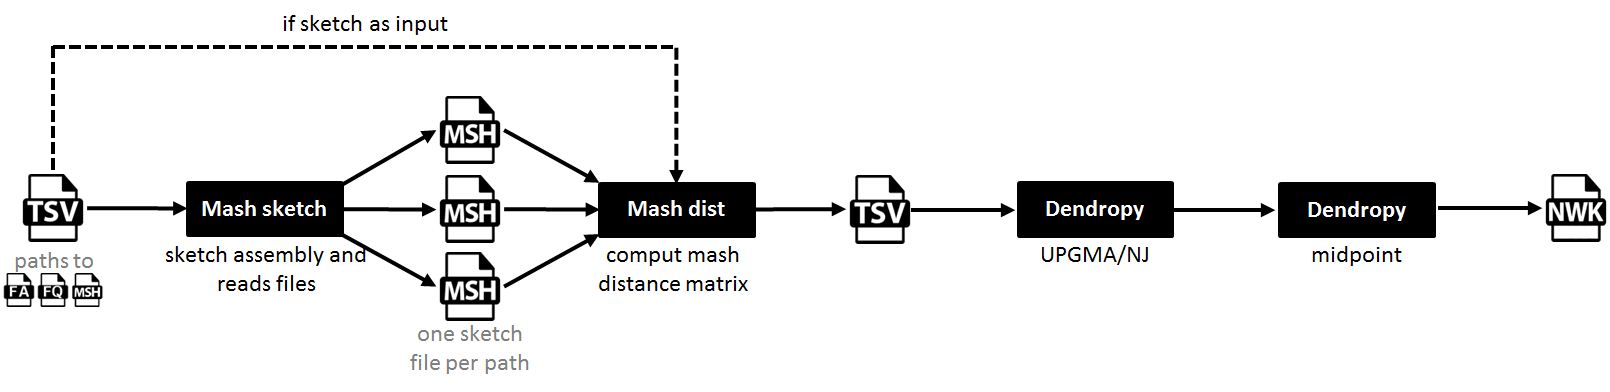 if sketch as input
MSH
TSV
Mash sketch
MSH
Mash dist
TSV
Dendropy
Dendropy
NWK
paths to
FA FQ MSH
sketch assembly and
reads files
MSH
comput mash
distance matrix
UPGMA/NJ
midpoint
one sketch
file per path